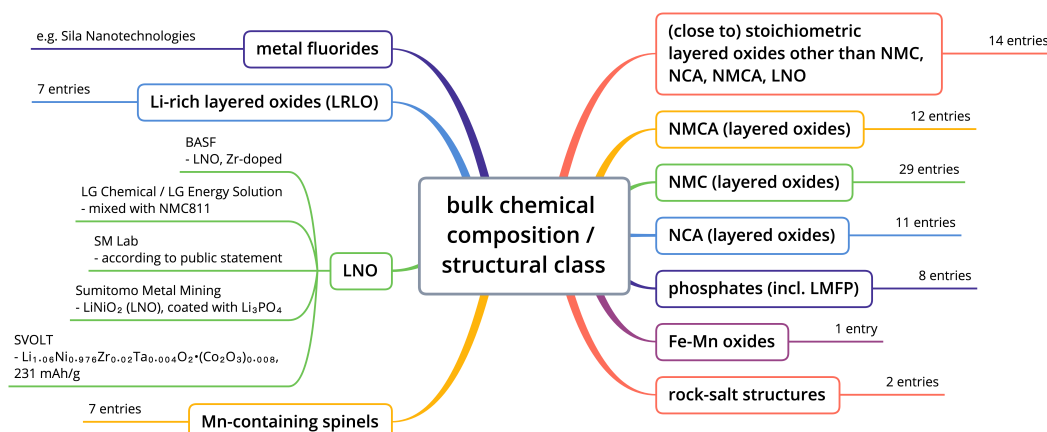 e.g. Sila Nanotechnologies
metal fluorides
7 entries
Li-rich layered oxides (LRLO)
BASF
- LNO, Zr-doped
LG Chemical / LG Energy Solution
- mixed with NMC811
SM Lab
- according to public statement
Sumitomo Metal Mining
- LiNiO₂ (LNO), coated with Li₃PO₄
SVOLT
- Li₁.₀₆Ni₀.₉₇₆Zr₀.₀₂Ta₀.₀₀₄O₂•(Co₂O₃)₀.₀₀₈,
231 mAh/g
LNO
7 entries
Mn-containing spinels
bulk chemical
composition /
structural class
(close to) stoichiometric
layered oxides other than NMC,
NCA, NMCA, LNO
14 entries
NMCA (layered oxides)
12 entries
NMC (layered oxides)
29 entries
NCA (layered oxides)
11 entries
phosphates (incl. LMFP)
8 entries
Fe-Mn oxides
1 entry
rock-salt structures
2 entries